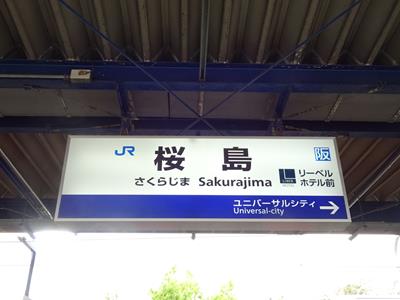 JR 桜島 阪
さくらじま Sakurajima
リーベル
ホテル前
ユニバーサルシティ
Universal-city